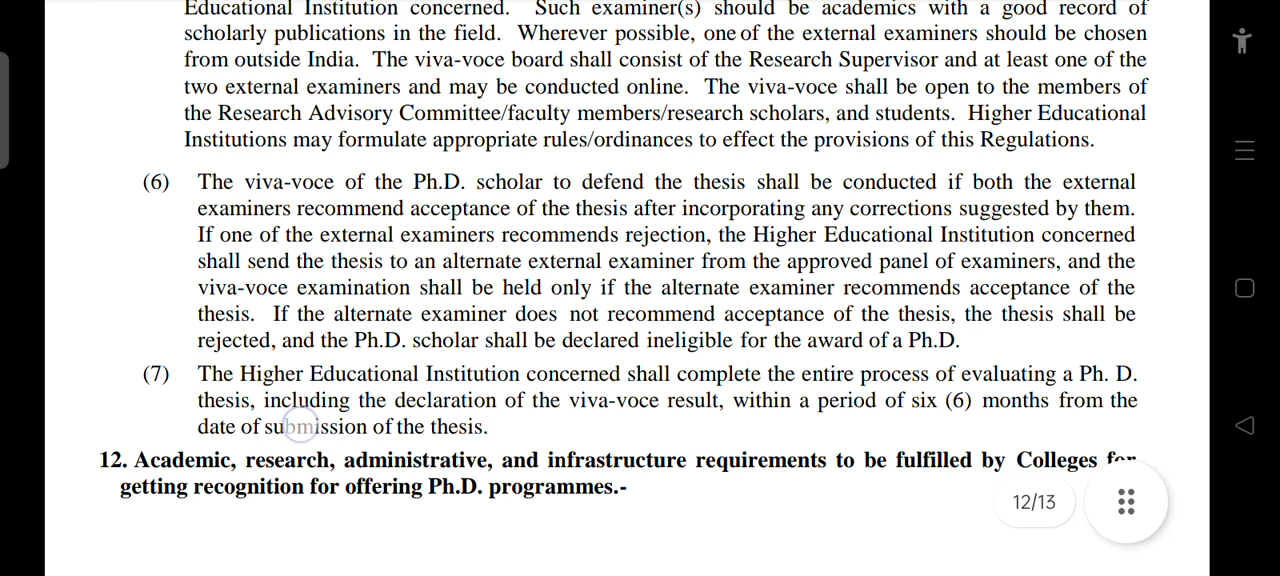 Educational Institution concerned. Such examiner(s) should be academics with a good record of
scholarly publications in the field. Wherever possible, one of the external examiners should be chosen
from outside India. The viva-voce board shall consist of the Research Supervisor and at least one of the
two external examiners and may be conducted online. The viva-voce shall be open to the members of
the Research Advisory Committee/faculty members/research scholars, and students. Higher Educational
Institutions may formulate appropriate rules/ordinances to effect the provisions of this Regulations.
(6) The viva-voce of the Ph.D. scholar to defend the thesis shall be conducted if both the external
examiners recommend acceptance of the thesis after incorporating any corrections suggested by them.
If one of the external examiners recommends rejection, the Higher Educational Institution concerned
shall send the thesis to an alternate external examiner from the approved panel of examiners, and the
viva-voce examination shall be held only if the alternate examiner recommends acceptance of the
thesis. If the alternate examiner does not recommend acceptance of the thesis, the thesis shall be
rejected, and the Ph.D. scholar shall be declared ineligible for the award of a Ph.D.
(7) The Higher Educational Institution concerned shall complete the entire process of evaluating a Ph. D.
thesis, including the declaration of the viva-voce result, within a period of six (6) months from the
date of submission of the thesis.
12. Academic, research, administrative, and infrastructure requirements to be fulfilled by Colleges for
getting recognition for offering Ph.D. programmes.-
12/13